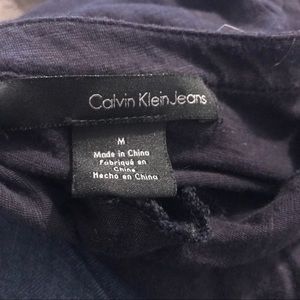 Calvin Klein Jeans
M
Made in China
Fabriqué en
Chine
Hecho en China